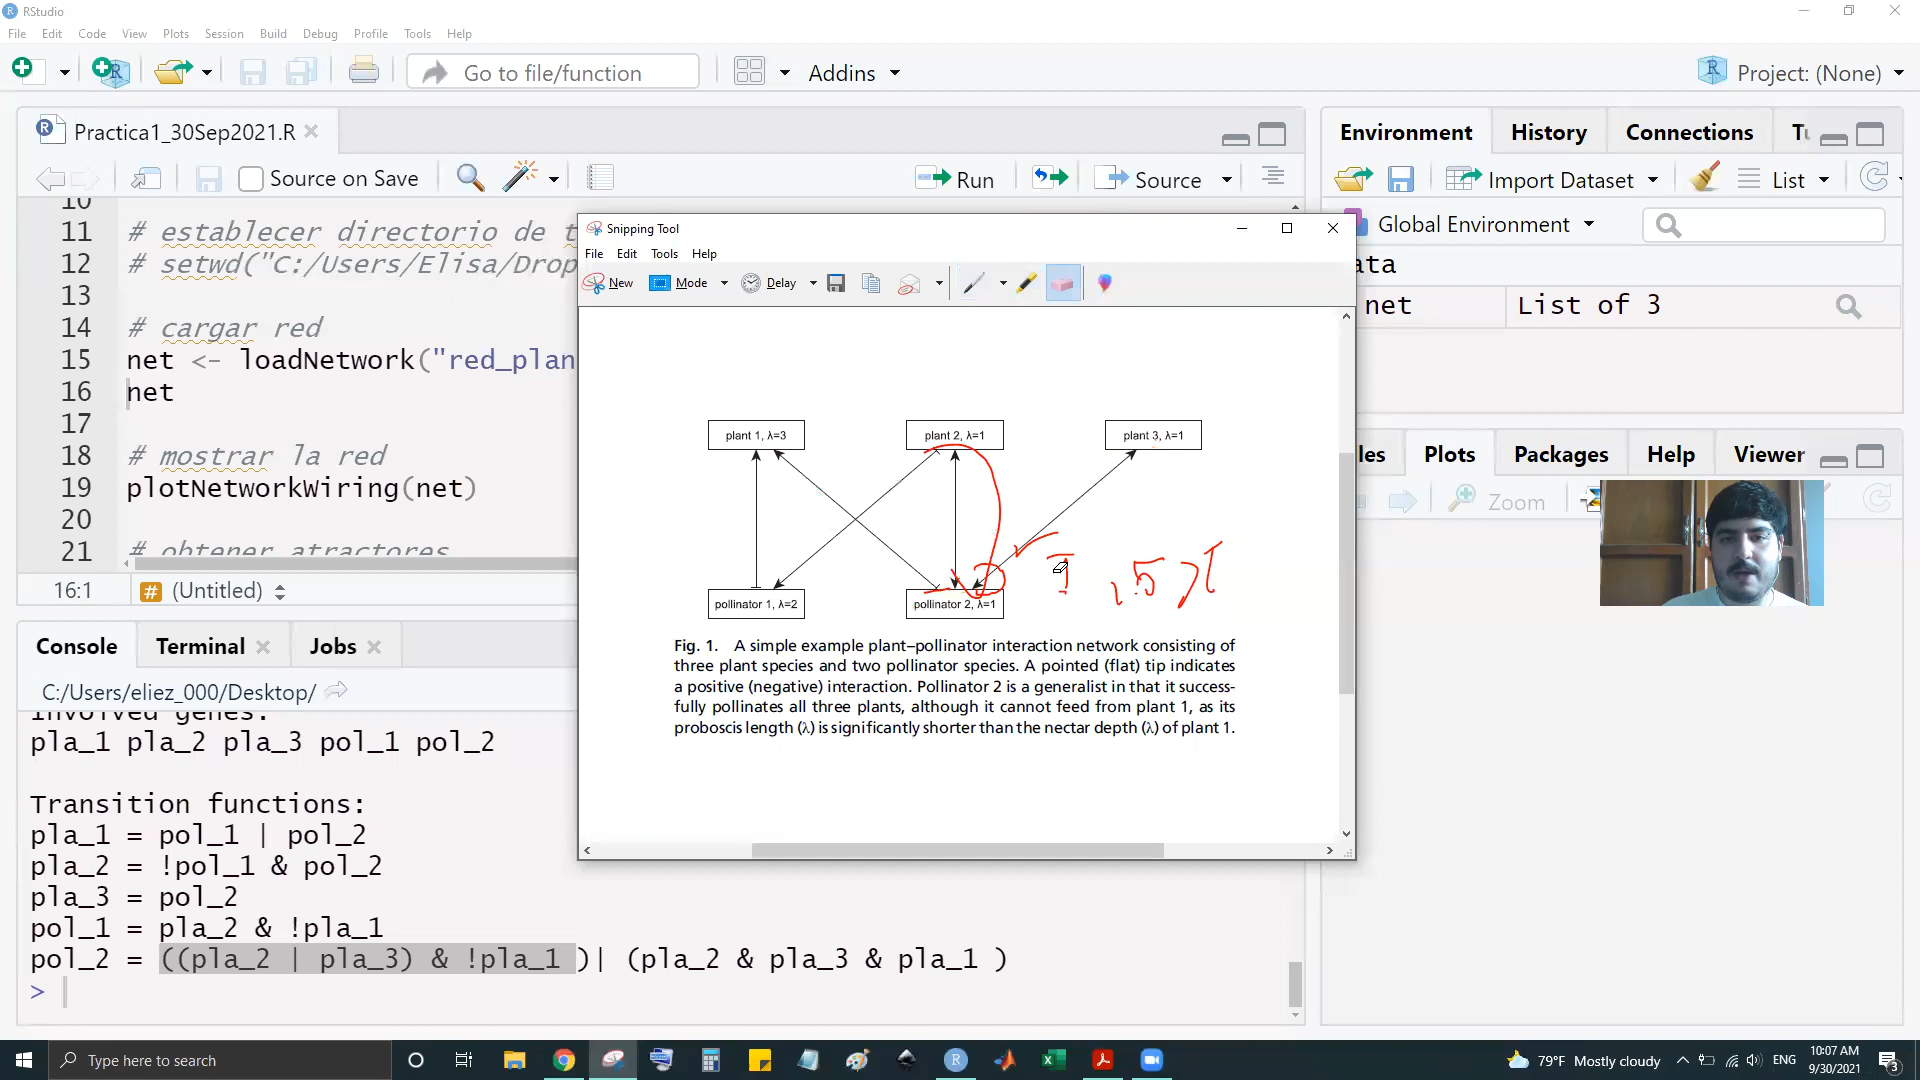 RStudio
File Edit Code View Plots Session Build Debug Profile Tools Help
Go to file/function
Addins
Project: (None)
Practica1_30Sep2021.R
Source on Save
Run
Source
10
11 # establecer directorio de t
12 # setwd("C:/Users/Elisa/Drop
13
14 # cargar red
15 net <- loadNetwork("red_plan
16 net
17
18 # mostrar la red
19 plotNetworkWiring(net)
20
21 # obtener atractores
16:1 (Untitled)
Console Terminal Jobs
C:/Users/eliez_000/Desktop/
Involved genes:
pla_1 pla_2 pla_3 pol_1 pol_2
Transition functions:
pla_1 = pol_1 | pol_2
pla_2 = !pol_1 & pol_2
pla_3 = pol_2
pol_1 = pla_2 & !pla_1
pol_2 = ((pla_2 | pla_3) & !pla_1 )| (pla_2 & pla_3 & pla_1 )
>
Snipping Tool
File Edit Tools Help
New Mode Delay
plant 1, λ=3
plant 2, λ=1
plant 3, λ=1
pollinator 1, λ=2
pollinator 2, λ=1
Fig. 1. A simple example plant–pollinator interaction network consisting of
three plant species and two pollinator species. A pointed (flat) tip indicates
a positive (negative) interaction. Pollinator 2 is a generalist in that it success-
fully pollinates all three plants, although it cannot feed from plant 1, as its
proboscis length (λ) is significantly shorter than the nectar depth (λ) of plant 1.
Environment History Connections
Import Dataset List
Global Environment
ata
net List of 3
les Plots Packages Help Viewer
Zoom
Type here to search
79°F Mostly cloudy
ENG
10:07 AM
9/30/2021
3